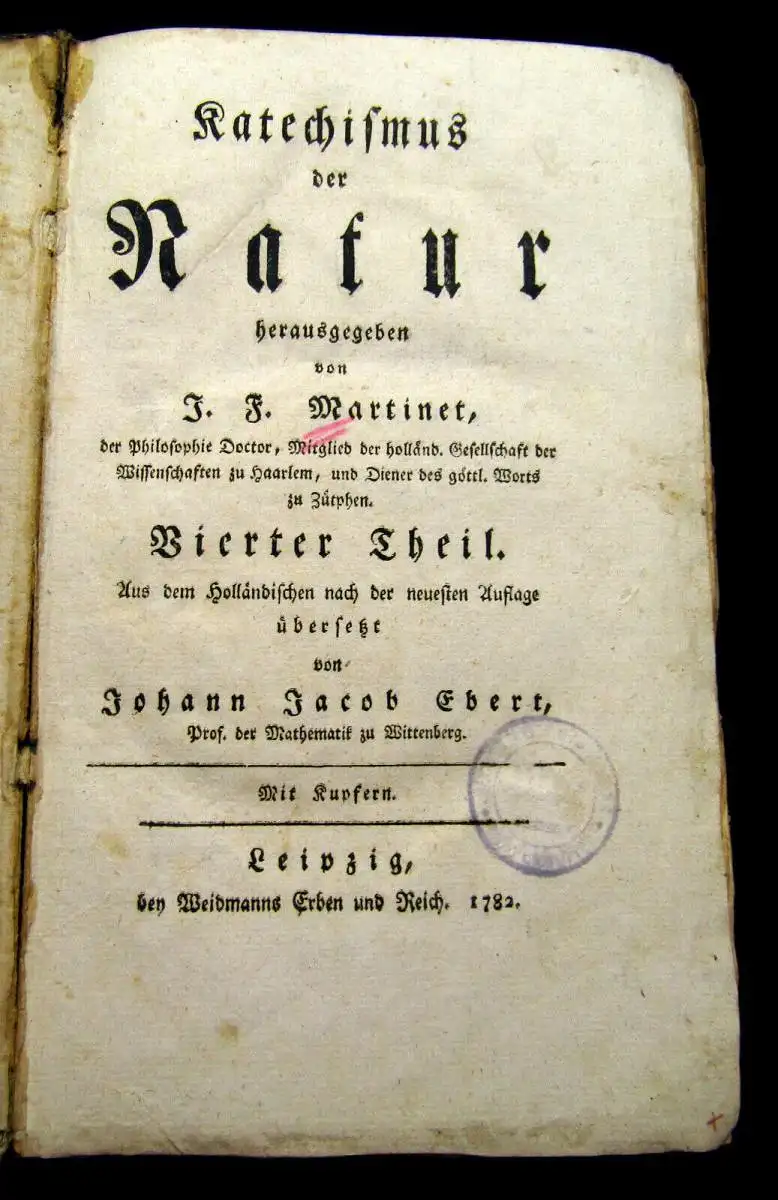 Katechiſmus
der
Natur
herausgegeben
von
J. F. Martinet,
der Philoſophie Doctor, Mitglied der holländ. Geſellſchaft der
Wiſſenſchaften zu Haarlem, und Diener des göttl. Worts
zu Zütphen.
Vierter Theil.
Aus dem Holländiſchen nach der neueſten Auflage
überſetzt
von
Johann Jacob Ebert,
Prof. der Mathematik zu Wittenberg.
Mit Kupfern.
Leipzig,
bey Weidmanns Erben und Reich. 1782.